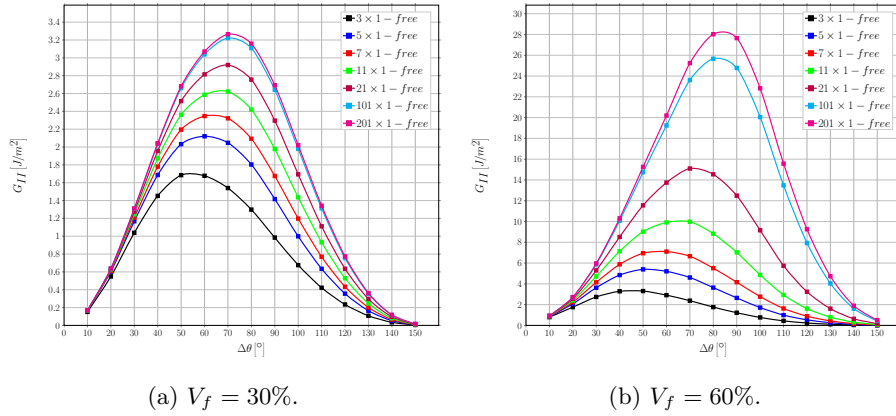 3.4
3.2
3
2.8
2.6
2.4
2.2
2
1.8
1.6
1.4
1.2
1
0.8
0.6
0.4
0.2
0
G_{II} [J/m^2]
0 10 20 30 40 50 60 70 80 90 100 110 120 130 140 150
Δθ [°]
3 × 1 − free
5 × 1 − free
7 × 1 − free
11 × 1 − free
21 × 1 − free
101 × 1 − free
201 × 1 − free
(a) V_f = 30%.
30
28
26
24
22
20
18
16
14
12
10
8
6
4
2
0
G_{II} [J/m^2]
0 10 20 30 40 50 60 70 80 90 100 110 120 130 140 150
Δθ [°]
3 × 1 − free
5 × 1 − free
7 × 1 − free
11 × 1 − free
21 × 1 − free
101 × 1 − free
201 × 1 − free
(b) V_f = 60%.